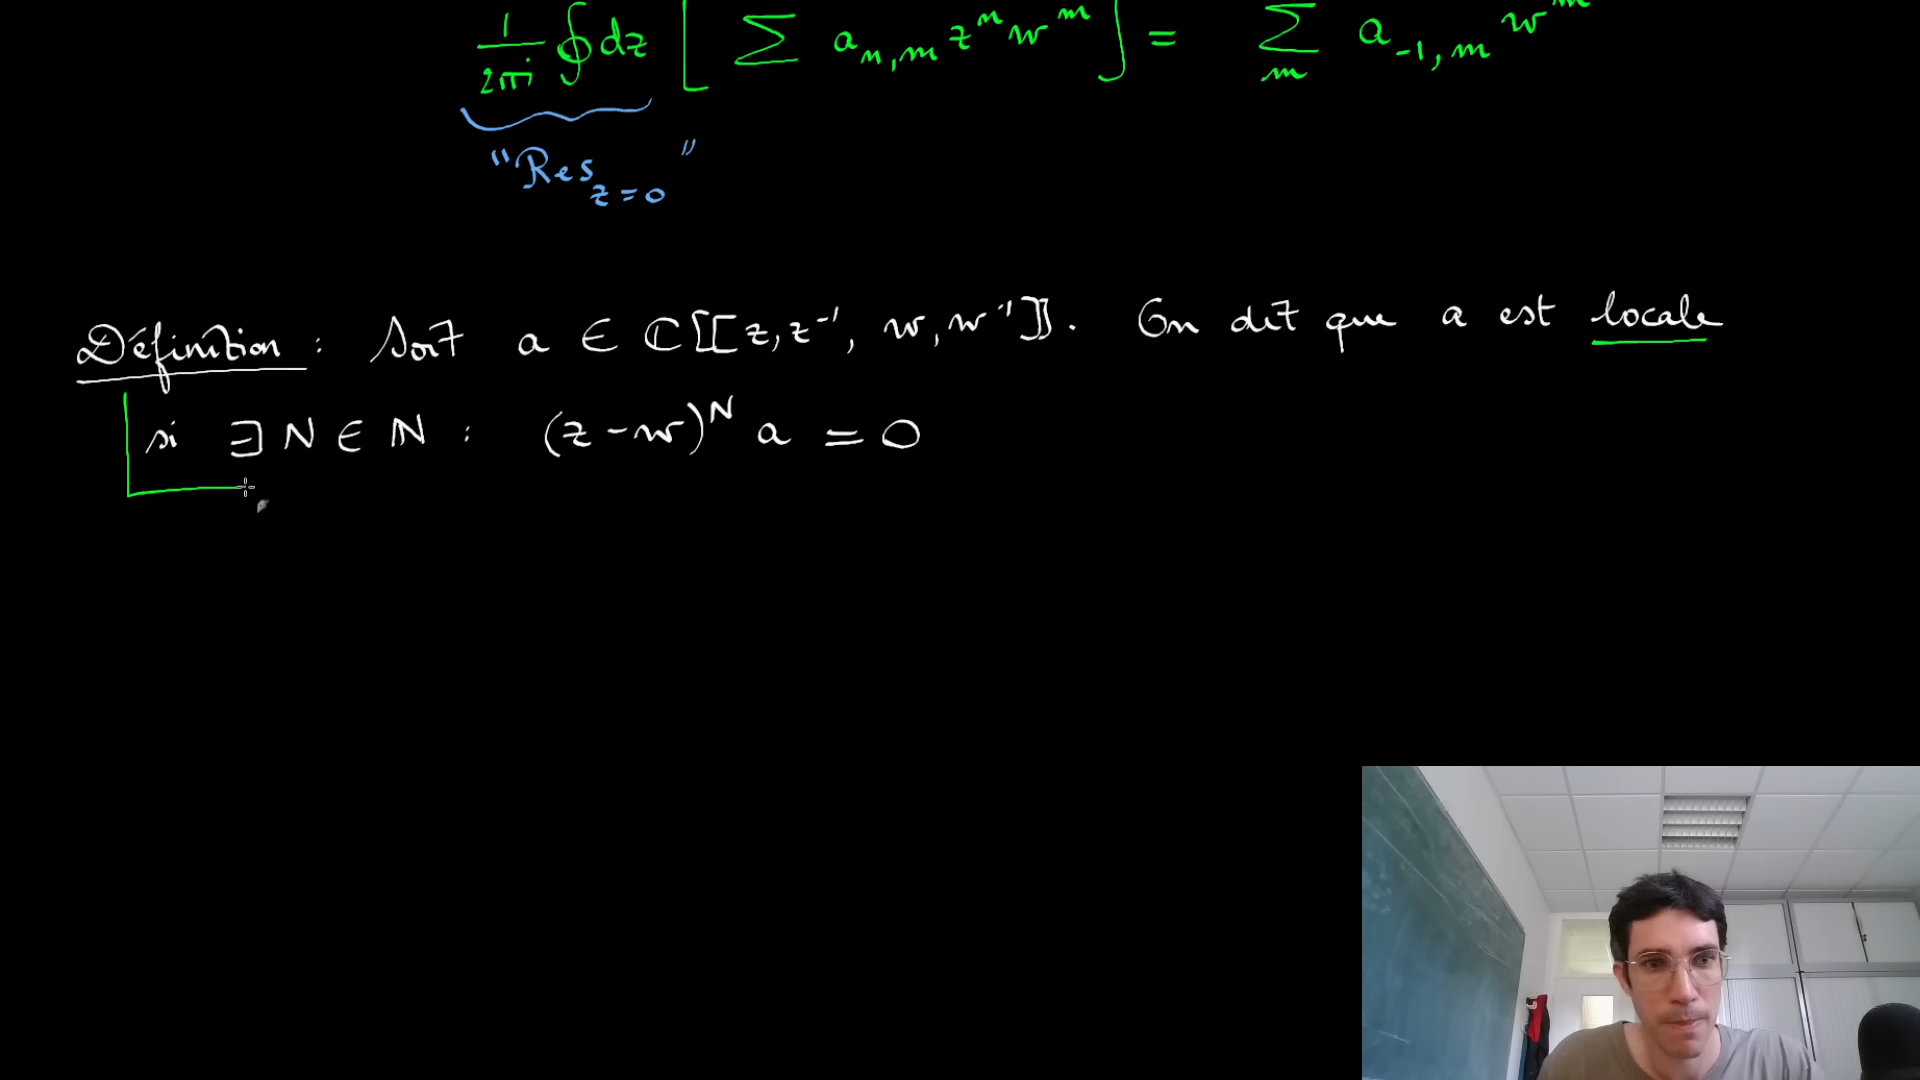 1/2πi ∮dz [ ∑ a_{n,m} z^n w^m ] = ∑_m a_{-1,m} w^m
"Res_{z=0}"
Définition : Soit a ∈ ℂ[[z, z^{-1}, w, w^{-1}]]. On dit que a est locale
si ∃ N ∈ ℕ : (z - w)^N a = 0